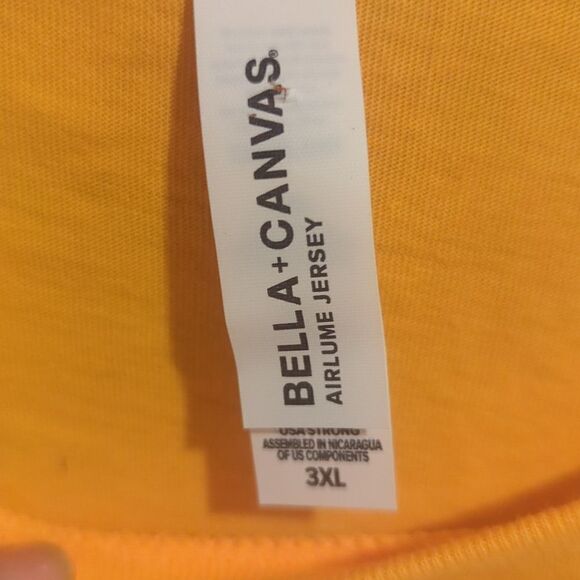 BELLA+CANVAS®
AIRLUME JERSEY
USA STRONG
ASSEMBLED IN NICARAGUA
OF US COMPONENTS
3XL